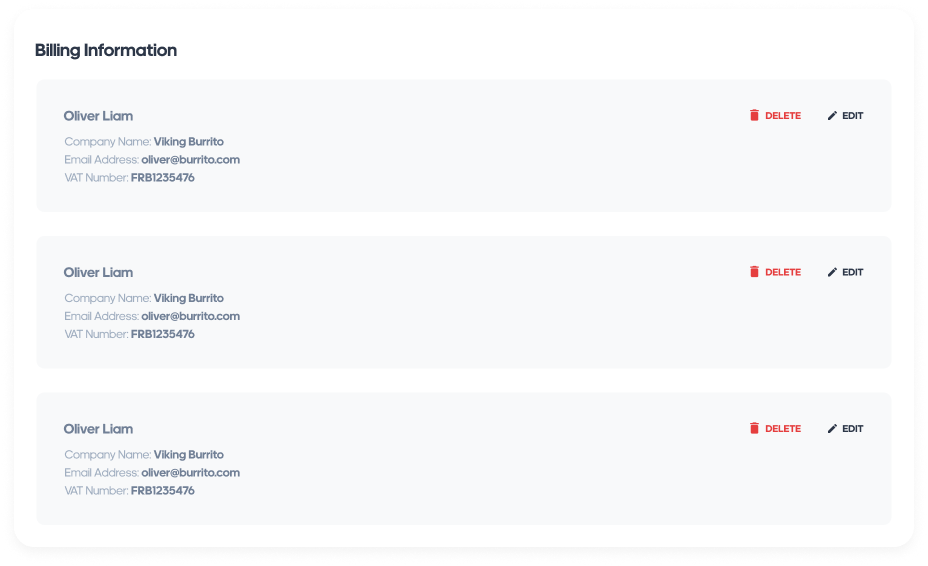 Billing Information
Oliver Liam
DELETE
EDIT
Company Name: Viking Burrito
Email Address: oliver@burrito.com
VAT Number: FRB1235476
Oliver Liam
DELETE
EDIT
Company Name: Viking Burrito
Email Address: oliver@burrito.com
VAT Number: FRB1235476
Oliver Liam
DELETE
EDIT
Company Name: Viking Burrito
Email Address: oliver@burrito.com
VAT Number: FRB1235476